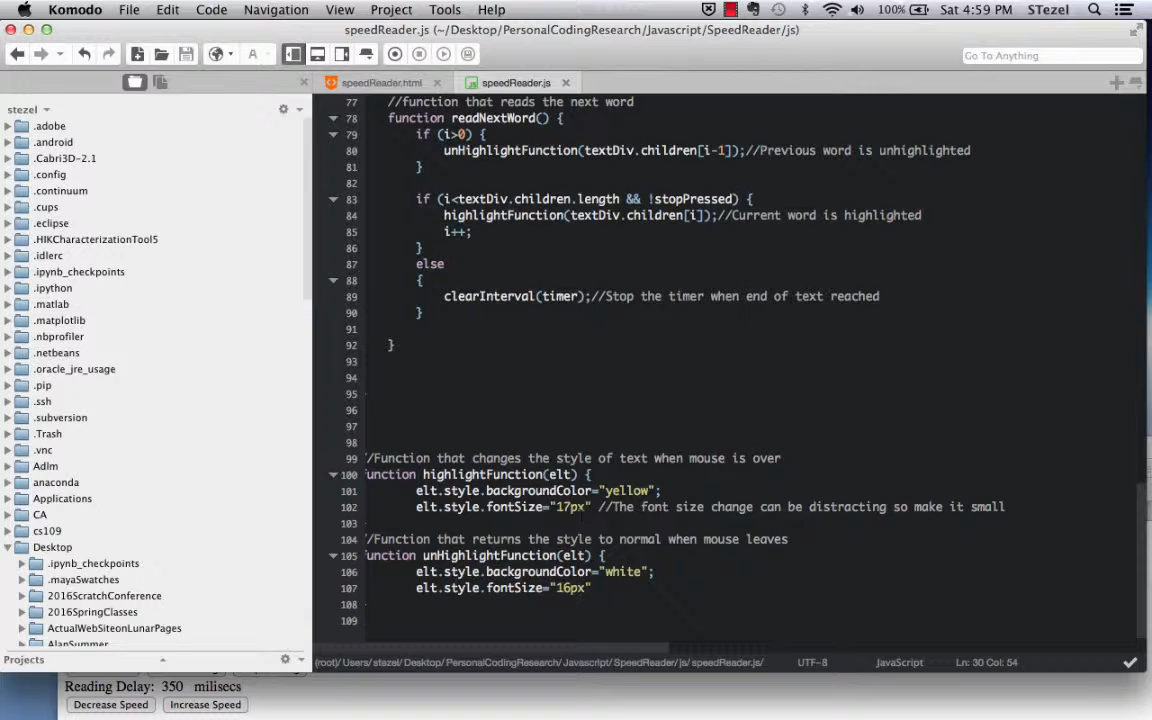 Komodo File Edit Code Navigation View Project Tools Help 100% Sat 4:59 PM STezel
speedReader.js (~/Desktop/PersonalCodingResearch/Javascript/SpeedReader/js)
Go To Anything
speedReader.html speedReader.js
stezel
.abobe
.android
.Cabri3D-2.1
.config
.continuum
.cups
.eclipse
.HIKCharacterizationTool5
.idlerc
.ipynb_checkpoints
.ipython
.matlab
.matplotlib
.nbprofiler
.netbeans
.oracle_jre_usage
.pip
.ssh
.subversion
.Trash
.vnc
Adlm
anaconda
Applications
CA
cs109
Desktop
.ipynb_checkpoints
.mayaSwatches
2016ScratchConference
2016SpringClasses
ActualWebSiteonLunarPages
AlanSummer
Projects
77 //function that reads the next word
78 function readNextWord() {
79 if (i>0) {
80 unHighlightFunction(textDiv.children[i-1]);//Previous word is unhighlighted
81 }
82
83 if (i<textDiv.children.length && !stopPressed) {
84 highlightFunction(textDiv.children[i]);//Current word is highlighted
85 i++;
86 }
87 else
88 {
89 clearInterval(timer);//Stop the timer when end of text reached
90 }
91
92 }
93
94
95
96
97
98
99 /Function that changes the style of text when mouse is over
100 unction highlightFunction(elt) {
101 elt.style.backgroundColor="yellow";
102 elt.style.fontSize="17px" //The font size change can be distracting so make it small
103
104 /Function that returns the style to normal when mouse leaves
105 unction unHighlightFunction(elt) {
106 elt.style.backgroundColor="white";
107 elt.style.fontSize="16px"
108
109
(root)/Users/stezel/Desktop/PersonalCodingResearch/Javascript/SpeedReader/js/speedReader.js/ UTF-8 JavaScript Ln: 30 Col: 54
Reading Delay: 350 milisecs
Decrease Speed Increase Speed